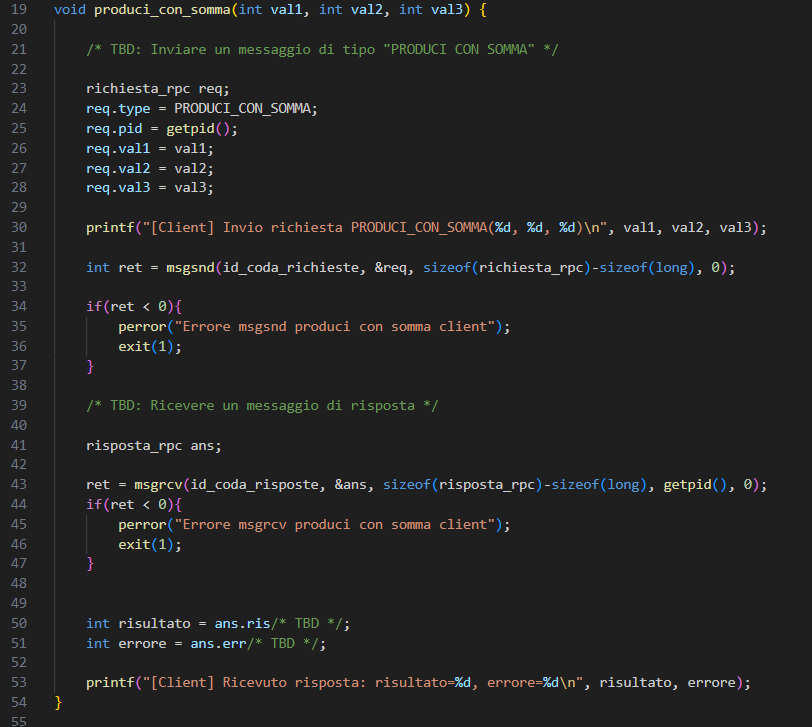 19 void produci_con_somma(int val1, int val2, int val3) {
20
21     /* TBD: Inviare un messaggio di tipo "PRODUCI CON SOMMA" */
22
23     richiesta_rpc req;
24     req.type = PRODUCI_CON_SOMMA;
25     req.pid = getpid();
26     req.val1 = val1;
27     req.val2 = val2;
28     req.val3 = val3;
29
30     printf("[Client] Invio richiesta PRODUCI_CON_SOMMA(%d, %d, %d)\n", val1, val2, val3);
31
32     int ret = msgsnd(id_coda_richieste, &req, sizeof(richiesta_rpc)-sizeof(long), 0);
33
34     if(ret < 0){
35         perror("Errore msgsnd produci con somma client");
36         exit(1);
37     }
38
39     /* TBD: Ricevere un messaggio di risposta */
40
41     risposta_rpc ans;
42
43     ret = msgrcv(id_coda_risposte, &ans, sizeof(risposta_rpc)-sizeof(long), getpid(), 0);
44     if(ret < 0){
45         perror("Errore msgrcv produci con somma client");
46         exit(1);
47     }
48
49
50     int risultato = ans.ris/* TBD */;
51     int errore = ans.err/* TBD */;
52
53     printf("[Client] Ricevuto risposta: risultato=%d, errore=%d\n", risultato, errore);
54 }
55